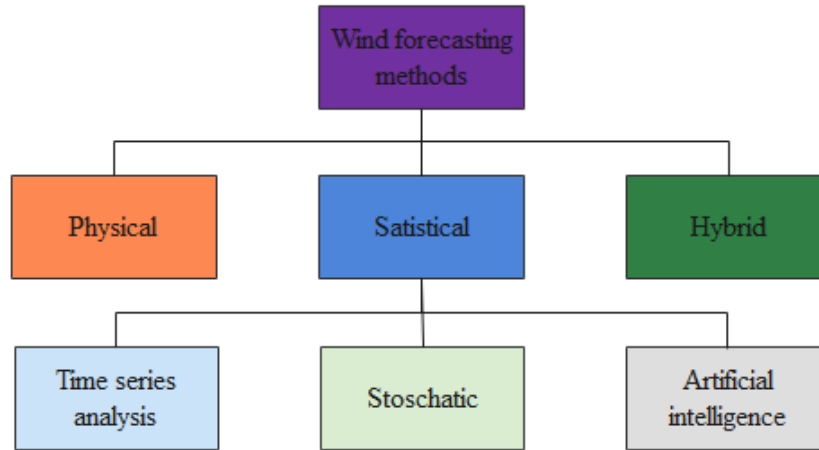 Wind forecasting
methods
Physical
Satistical
Hybrid
Time series
analysis
Stoschatic
Artificial
intelligence